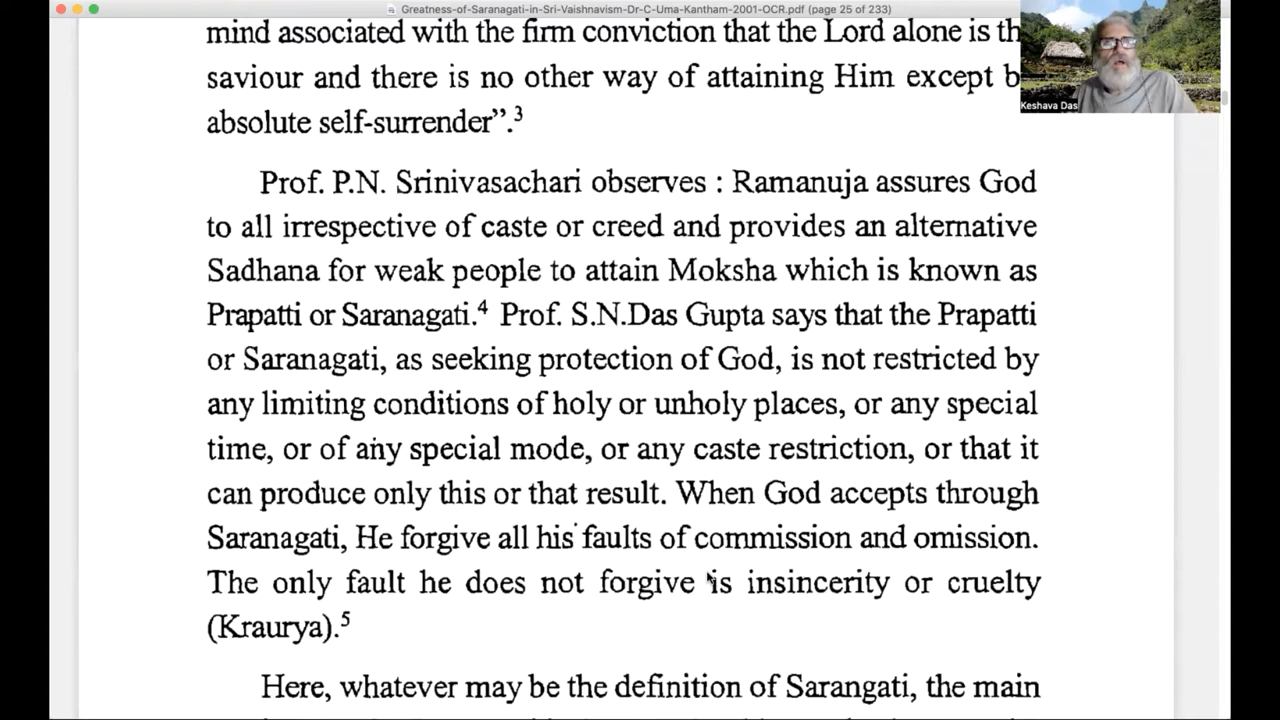 Greatness-of-Saranagati-in-Sri-Vaishnavism-Dr-C-Uma-Kantham-2001-OCR.pdf (page 25 of 233)
mind associated with the firm conviction that the Lord alone is th
saviour and there is no other way of attaining Him except b
Keshava Das
absolute self-surrender”.3
Prof. P.N. Srinivasachari observes : Ramanuja assures God
to all irrespective of caste or creed and provides an alternative
Sadhana for weak people to attain Moksha which is known as
Prapatti or Saranagati.4 Prof. S.N.Das Gupta says that the Prapatti
or Saranagati, as seeking protection of God, is not restricted by
any limiting conditions of holy or unholy places, or any special
time, or of any special mode, or any caste restriction, or that it
can produce only this or that result. When God accepts through
Saranagati, He forgive all his faults of commission and omission.
The only fault he does not forgive is insincerity or cruelty
(Kraurya).5
Here, whatever may be the definition of Sarangati, the main